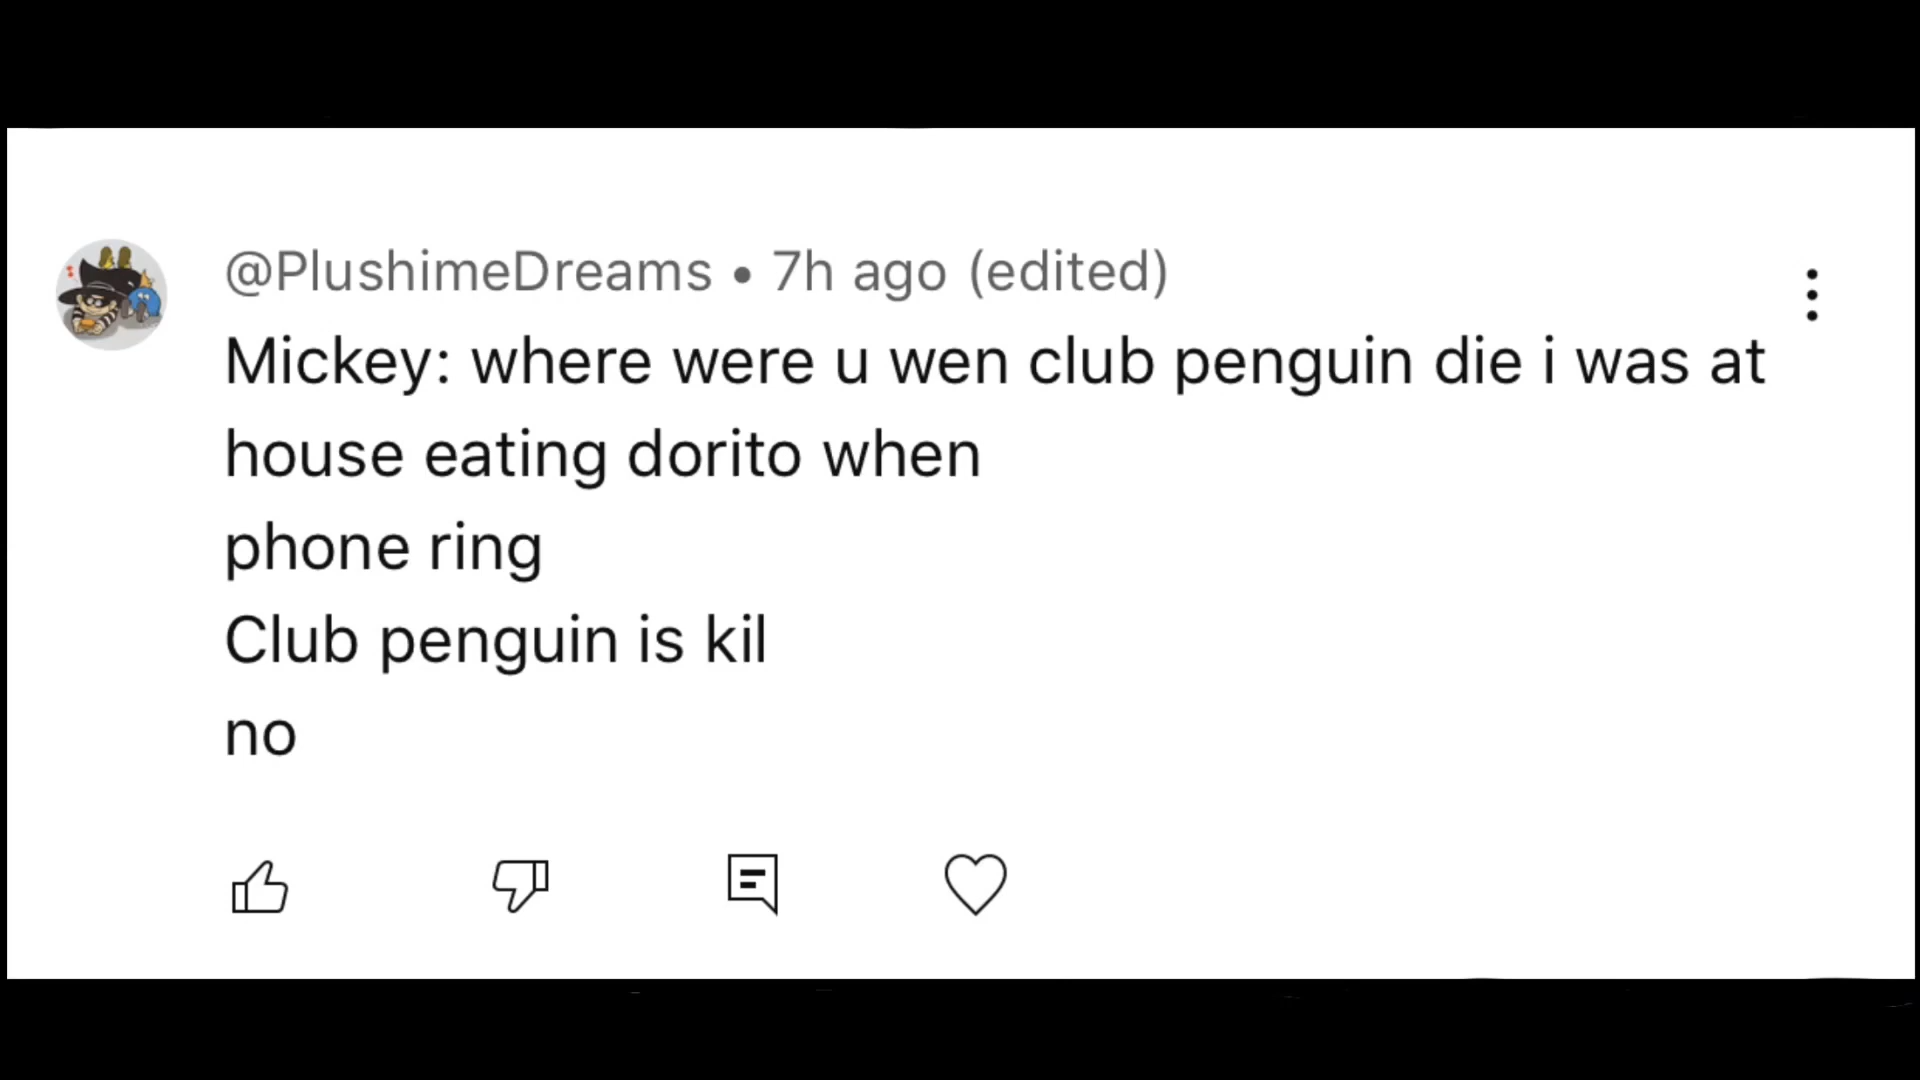 @PlushimeDreams • 7h ago (edited)
Mickey: where were u wen club penguin die i was at
house eating dorito when
phone ring
Club penguin is kil
no